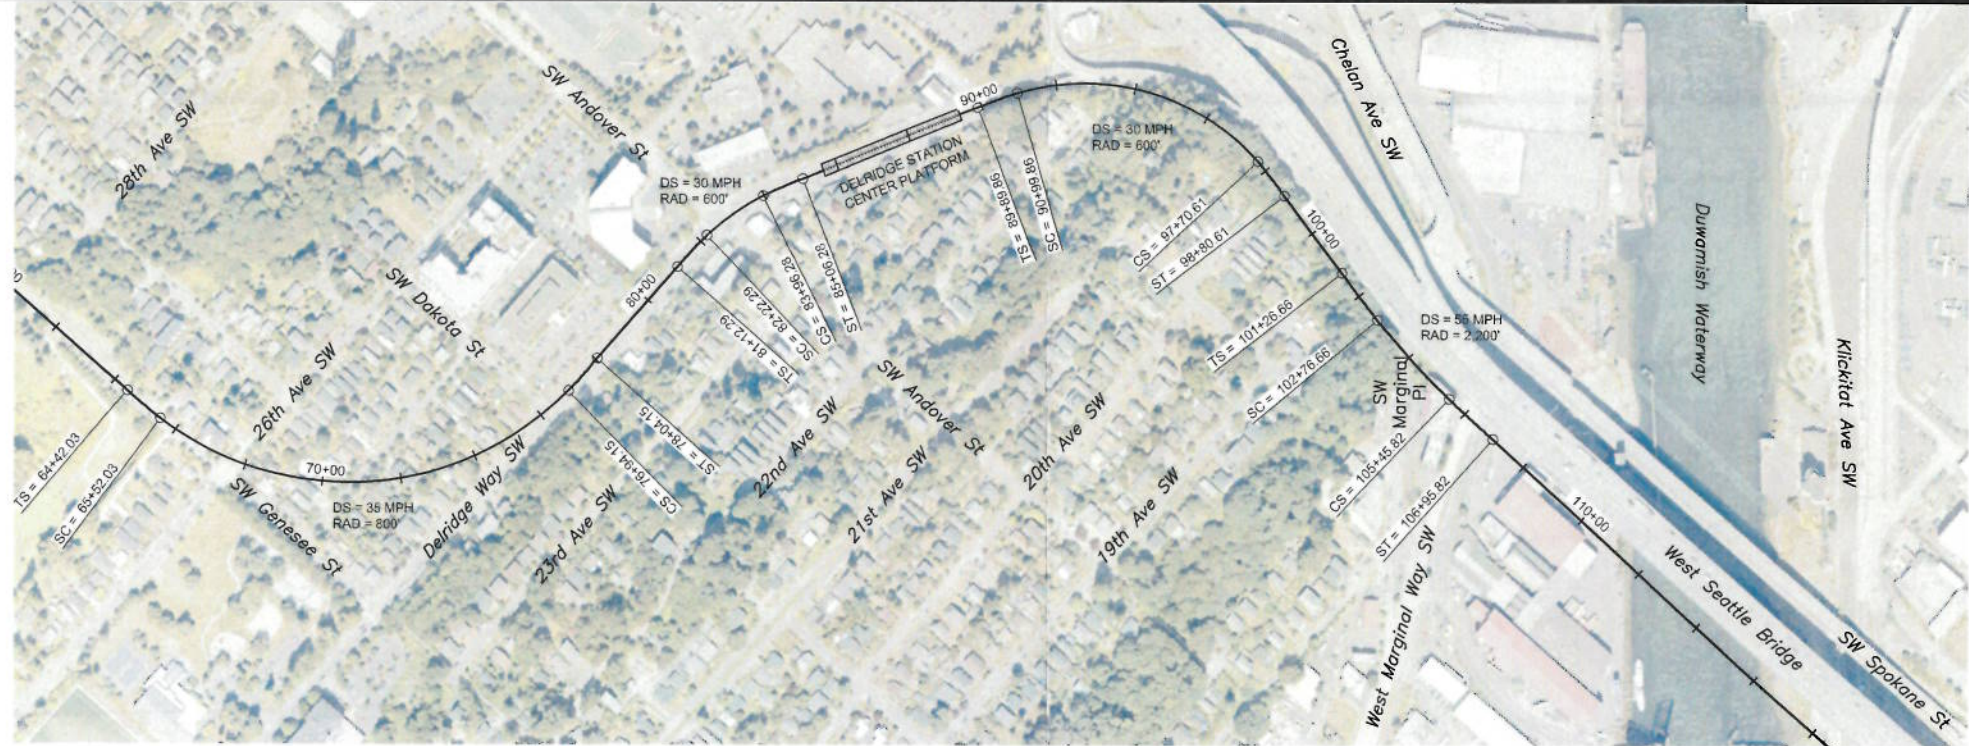 28th Ave SW
SW Andover St
SW Dakota St
26th Ave SW
TS = 64+42.03
SC = 65+52.03
70+00
DS = 35 MPH
RAD = 800'
SW Genesee St
Delridge Way SW
23rd Ave SW
CS = 76+94.15
ST = 78+04.15
80+00
TS = 81+12.29
SC = 82+22.29
DS = 30 MPH
RAD = 600'
CS = 83+96.28
ST = 85+06.28
DELRIDGE STATION
CENTER PLATFORM
90+00
TS = 89+89.86
SC = 90+99.86
DS = 30 MPH
RAD = 600'
22nd Ave SW
21st Ave SW
SW Andover St
20th Ave SW
19th Ave SW
CS = 97+70.61
ST = 98+80.61
100+00
TS = 101+26.66
SC = 102+76.66
DS = 55 MPH
RAD = 2,200'
SW
Marginal
Pl
CS = 105+45.82
ST = 106+95.82
West Marginal Way SW
110+00
Chelan Ave SW
Duwamish Waterway
Klickitat Ave SW
West Seattle Bridge
SW Spokane St